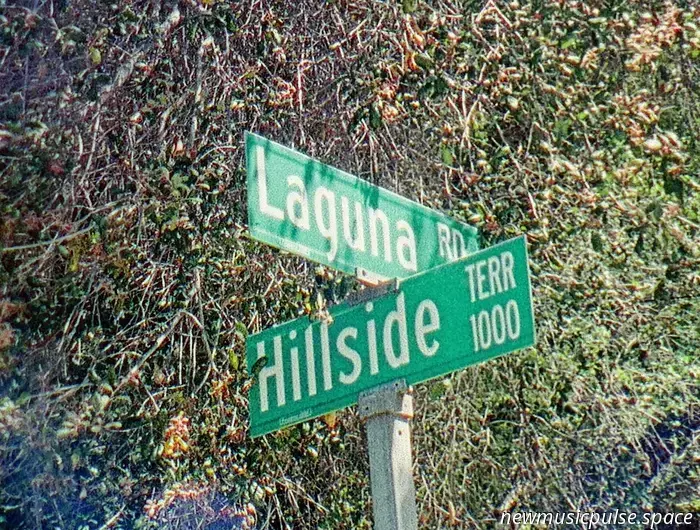 Laguna RD
Hillside TERR 1000
newmusicpulse.space